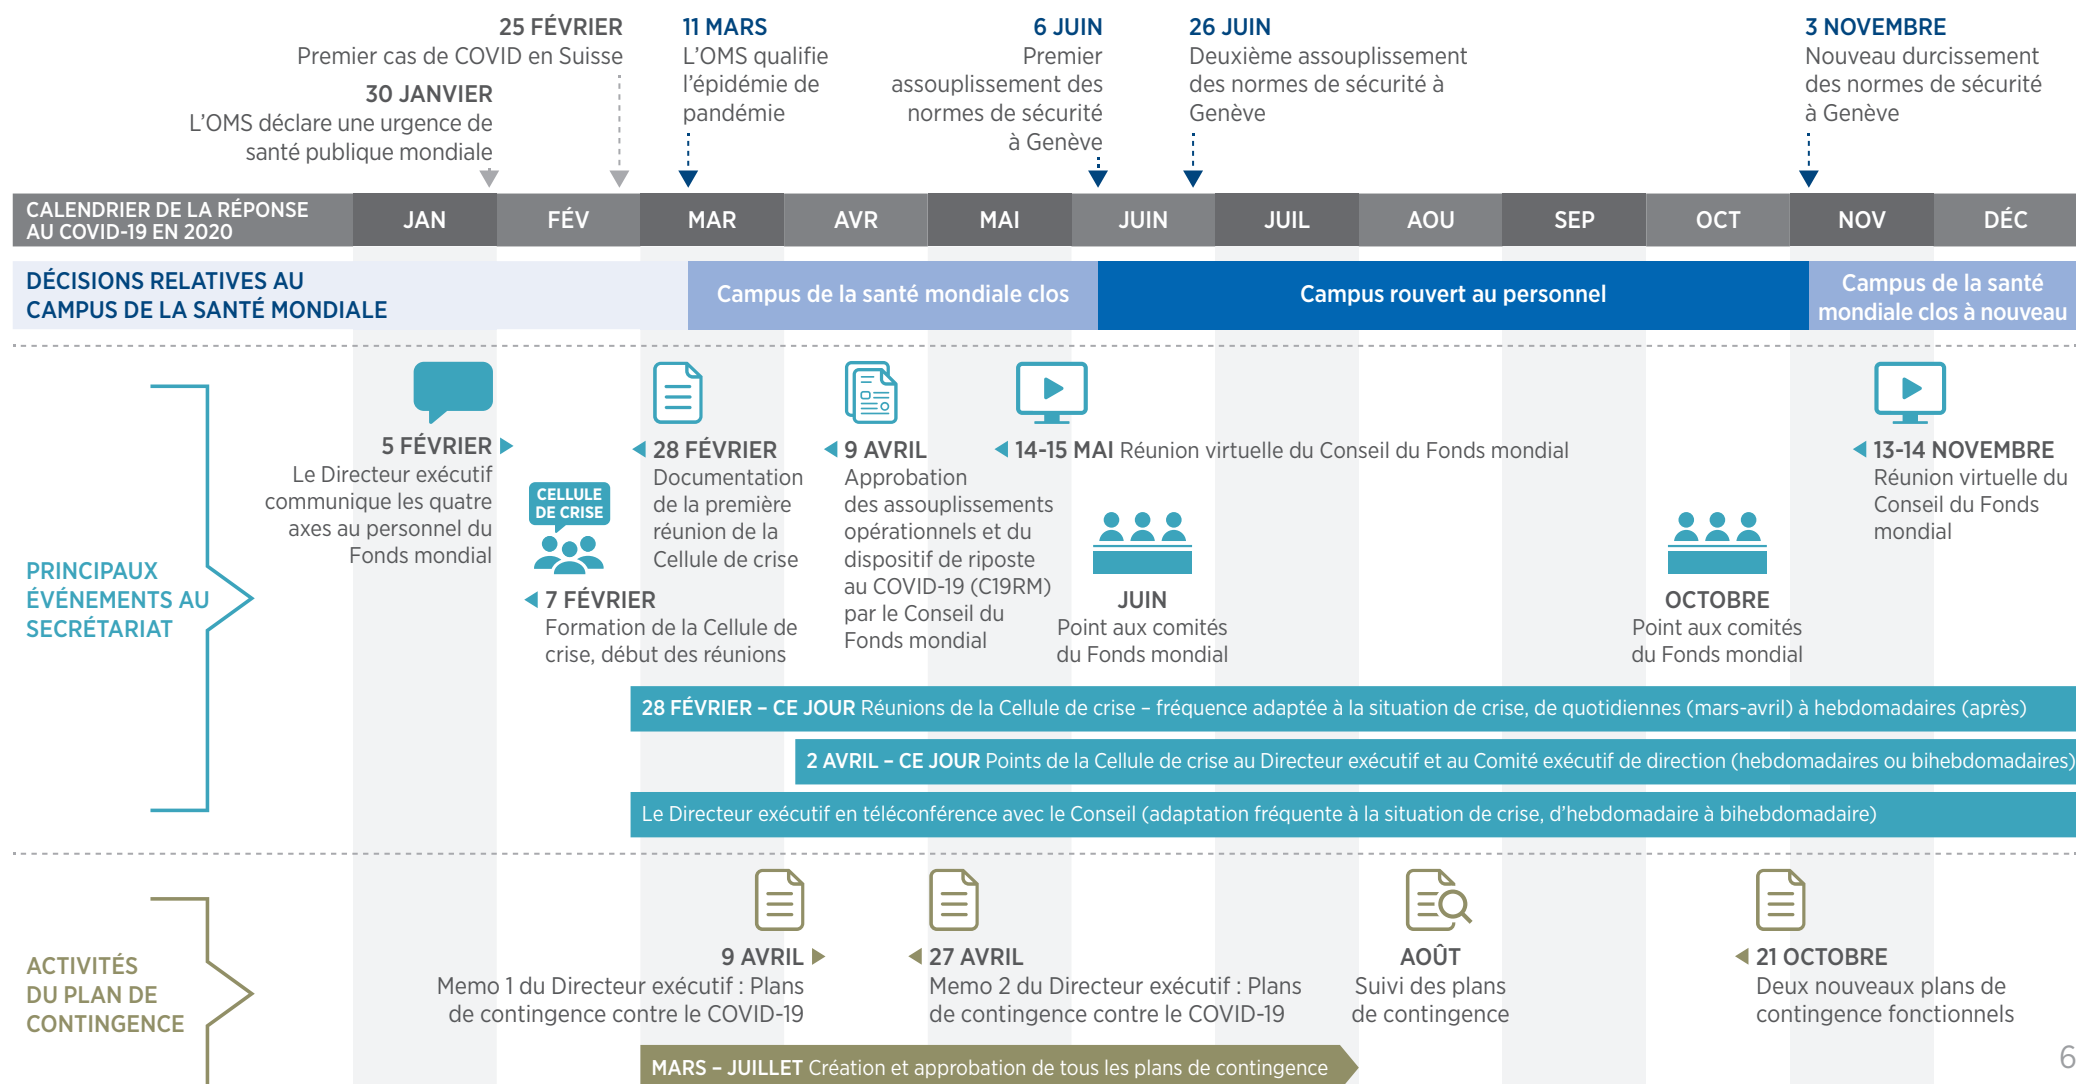 25 FÉVRIER
Premier cas de COVID en Suisse
30 JANVIER
L'OMS déclare une urgence de
santé publique mondiale
11 MARS
L'OMS qualifie
l'épidémie de
pandémie
6 JUIN
Premier
assouplissement des
normes de sécurité
à Genève
26 JUIN
Deuxième assouplissement
des normes de sécurité à
Genève
3 NOVEMBRE
Nouveau durcissement
des normes de sécurité
à Genève
CALENDRIER DE LA RÉPONSE
AU COVID-19 EN 2020
JAN
FÉV
MAR
AVR
MAI
JUIN
JUIL
AOU
SEP
OCT
NOV
DÉC
DÉCISIONS RELATIVES AU
CAMPUS DE LA SANTÉ MONDIALE
Campus de la santé mondiale clos
Campus rouvert au personnel
Campus de la santé
mondiale clos à nouveau
PRINCIPAUX
ÉVÉNEMENTS AU
SECRÉTARIAT
5 FÉVRIER
Le Directeur exécutif
communique les quatre
axes au personnel du
Fonds mondial
CELLULE
DE CRISE
7 FÉVRIER
Formation de la Cellule de
crise, début des réunions
28 FÉVRIER
Documentation
de la première
réunion de la
Cellule de crise
9 AVRIL
Approbation
des assouplissements
opérationnels et du
dispositif de riposte
au COVID-19 (C19RM)
par le Conseil du
Fonds mondial
14-15 MAI Réunion virtuelle du Conseil du Fonds mondial
JUIN
Point aux comités
du Fonds mondial
OCTOBRE
Point aux comités
du Fonds mondial
13-14 NOVEMBRE
Réunion virtuelle du
Conseil du Fonds
mondial
28 FÉVRIER – CE JOUR Réunions de la Cellule de crise – fréquence adaptée à la situation de crise, de quotidiennes (mars-avril) à hebdomadaires (après)
2 AVRIL – CE JOUR Points de la Cellule de crise au Directeur exécutif et au Comité exécutif de direction (hebdomadaires ou bihebdomadaires)
Le Directeur exécutif en téléconférence avec le Conseil (adaptation fréquente à la situation de crise, d'hebdomadaire à bihebdomadaire)
ACTIVITÉS
DU PLAN DE
CONTINGENCE
9 AVRIL
Memo 1 du Directeur exécutif : Plans
de contingence contre le COVID-19
27 AVRIL
Memo 2 du Directeur exécutif : Plans
de contingence contre le COVID-19
AOÛT
Suivi des plans
de contingence
21 OCTOBRE
Deux nouveaux plans de
contingence fonctionnels
MARS – JUILLET Création et approbation de tous les plans de contingence
6